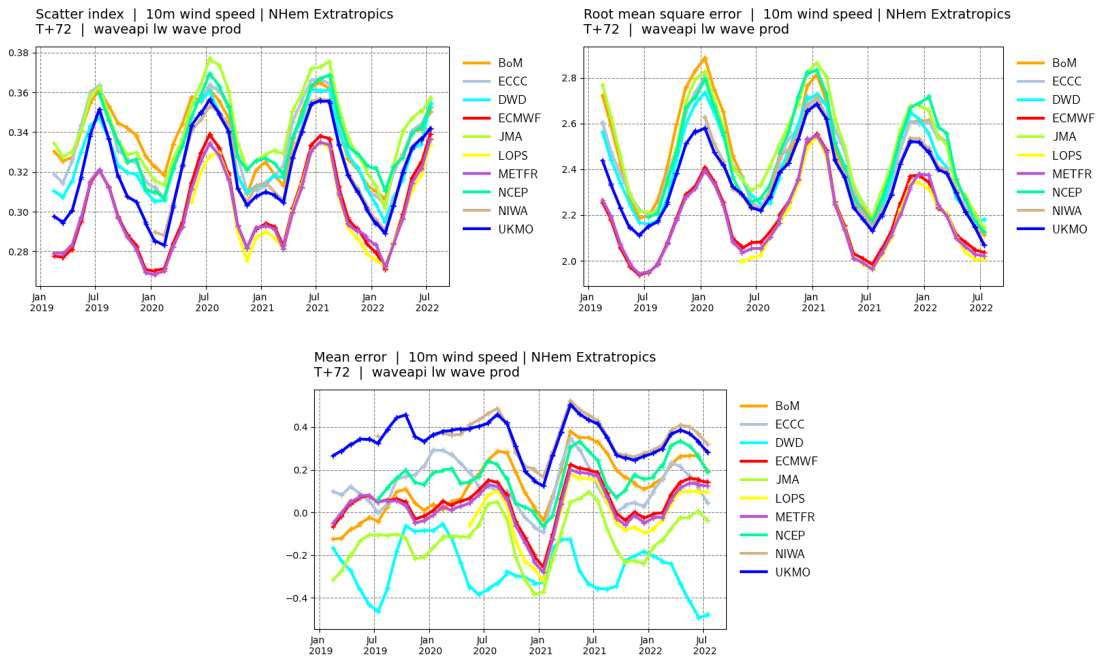 Scatter index | 10m wind speed | NHem Extratropics
T+72 | waveapi lw wave prod
0.38
0.36
0.34
0.32
0.30
0.28
Jan 2019
Jul 2019
Jan 2020
Jul 2020
Jan 2021
Jul 2021
Jan 2022
Jul 2022
BoM
ECCC
DWD
ECMWF
JMA
LOPS
METFR
NCEP
NIWA
UKMO
Root mean square error | 10m wind speed | NHem Extratropics
T+72 | waveapi lw wave prod
2.8
2.6
2.4
2.2
2.0
Jan 2019
Jul 2019
Jan 2020
Jul 2020
Jan 2021
Jul 2021
Jan 2022
Jul 2022
BoM
ECCC
DWD
ECMWF
JMA
LOPS
METFR
NCEP
NIWA
UKMO
Mean error | 10m wind speed | NHem Extratropics
T+72 | waveapi lw wave prod
0.4
0.2
0.0
−0.2
−0.4
Jan 2019
Jul 2019
Jan 2020
Jul 2020
Jan 2021
Jul 2021
Jan 2022
Jul 2022
BoM
ECCC
DWD
ECMWF
JMA
LOPS
METFR
NCEP
NIWA
UKMO